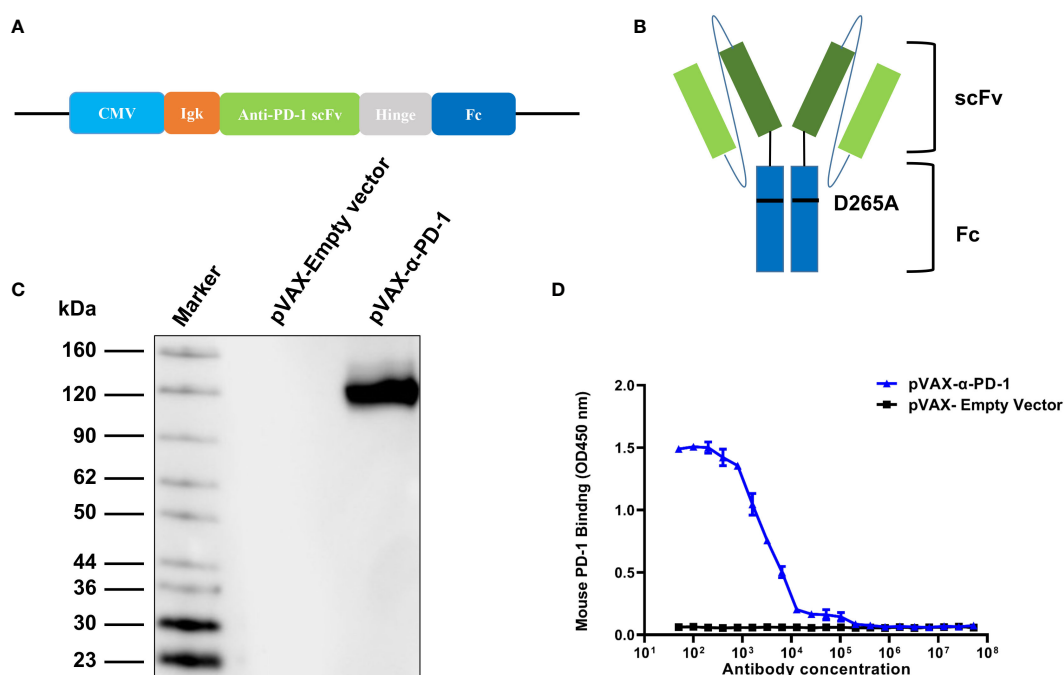 A
CMV
Igk
Anti-PD-1 scFv
Hinge
Fc
B
scFv
D265A
Fc
C
kDa
Marker
pVAX-Empty vector
pVAX-α-PD-1
160
120
90
62
50
44
36
30
23
D
pVAX-α-PD-1
pVAX- Empty Vector
Mouse PD-1 Bindng (OD450 nm)
2.0
1.5
1.0
0.5
0.0
10¹ 10² 10³ 10⁴ 10⁵ 10⁶ 10⁷ 10⁸
Antibody concentration